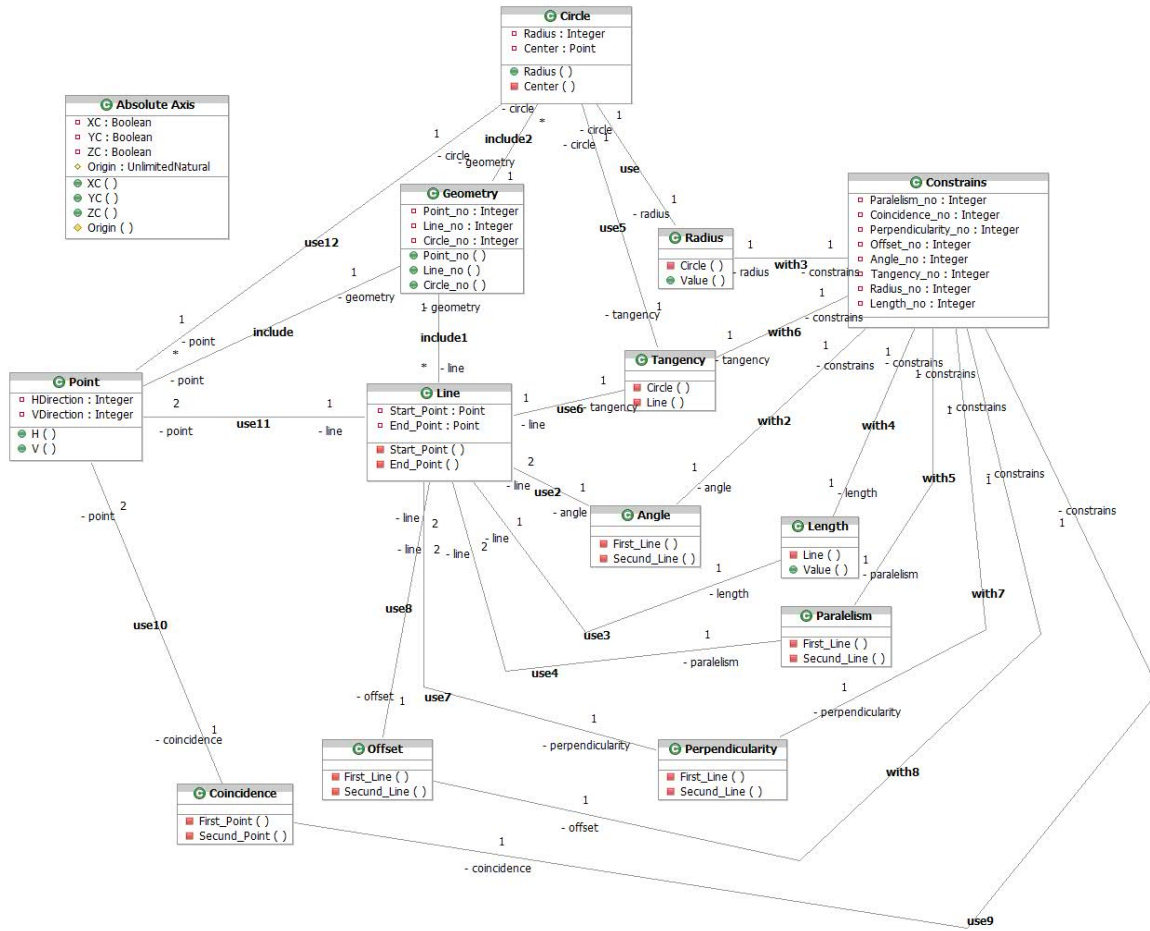 Circle
Radius : Integer
Center : Point
Radius ( )
Center ( )
Absolute Axis
XC : Boolean
YC : Boolean
ZC : Boolean
Origin : UnlimitedNatural
XC ( )
YC ( )
ZC ( )
Origin ( )
- circle
1
- circle
include2
*
- geometry
1
- circle
1
- circle
1
use
1
- radius
use5
use12
Geometry
Point_no : Integer
Line_no : Integer
Circle_no : Integer
Point_no ( )
Line_no ( )
Circle_no ( )
Constrains
Paralelism_no : Integer
Coincidence_no : Integer
Perpendicularity_no : Integer
Offset_no : Integer
Angle_no : Integer
Tangency_no : Integer
Radius_no : Integer
Length_no : Integer
Radius
Circle ( )
Value ( )
1
- radius
with3
1
- constrains
1
- geometry
1
- geometry
include
include1
1
- point
*
- point
*
- line
1
- tangency
1
- tangency
with6
1
- constrains
1
- constrains
1
- constrains
1
- constrains
1
- constrains
1
- constrains
1
- constrains
Tangency
Circle ( )
Line ( )
Point
HDirection : Integer
VDirection : Integer
H ( )
V ( )
2
- point
use11
1
- line
Line
Start_Point : Point
End_Point : Point
Start_Point ( )
End_Point ( )
1
- line
use6
1
- tangency
with2
with4
with5
with7
2
- line
use2
1
- angle
1
- angle
1
- length
Angle
First_Line ( )
Secund_Line ( )
Length
Line ( )
Value ( )
2
- point
- line
2
- line
2
- line
2
- line
1
1
- length
1
- paralelism
use3
use4
use8
use7
use10
1
- paralelism
Paralelism
First_Line ( )
Secund_Line ( )
- offset
1
1
- perpendicularity
1
- perpendicularity
1
- coincidence
Offset
First_Line ( )
Secund_Line ( )
Perpendicularity
First_Line ( )
Secund_Line ( )
with8
Coincidence
First_Point ( )
Secund_Point ( )
1
- offset
1
- coincidence
use9